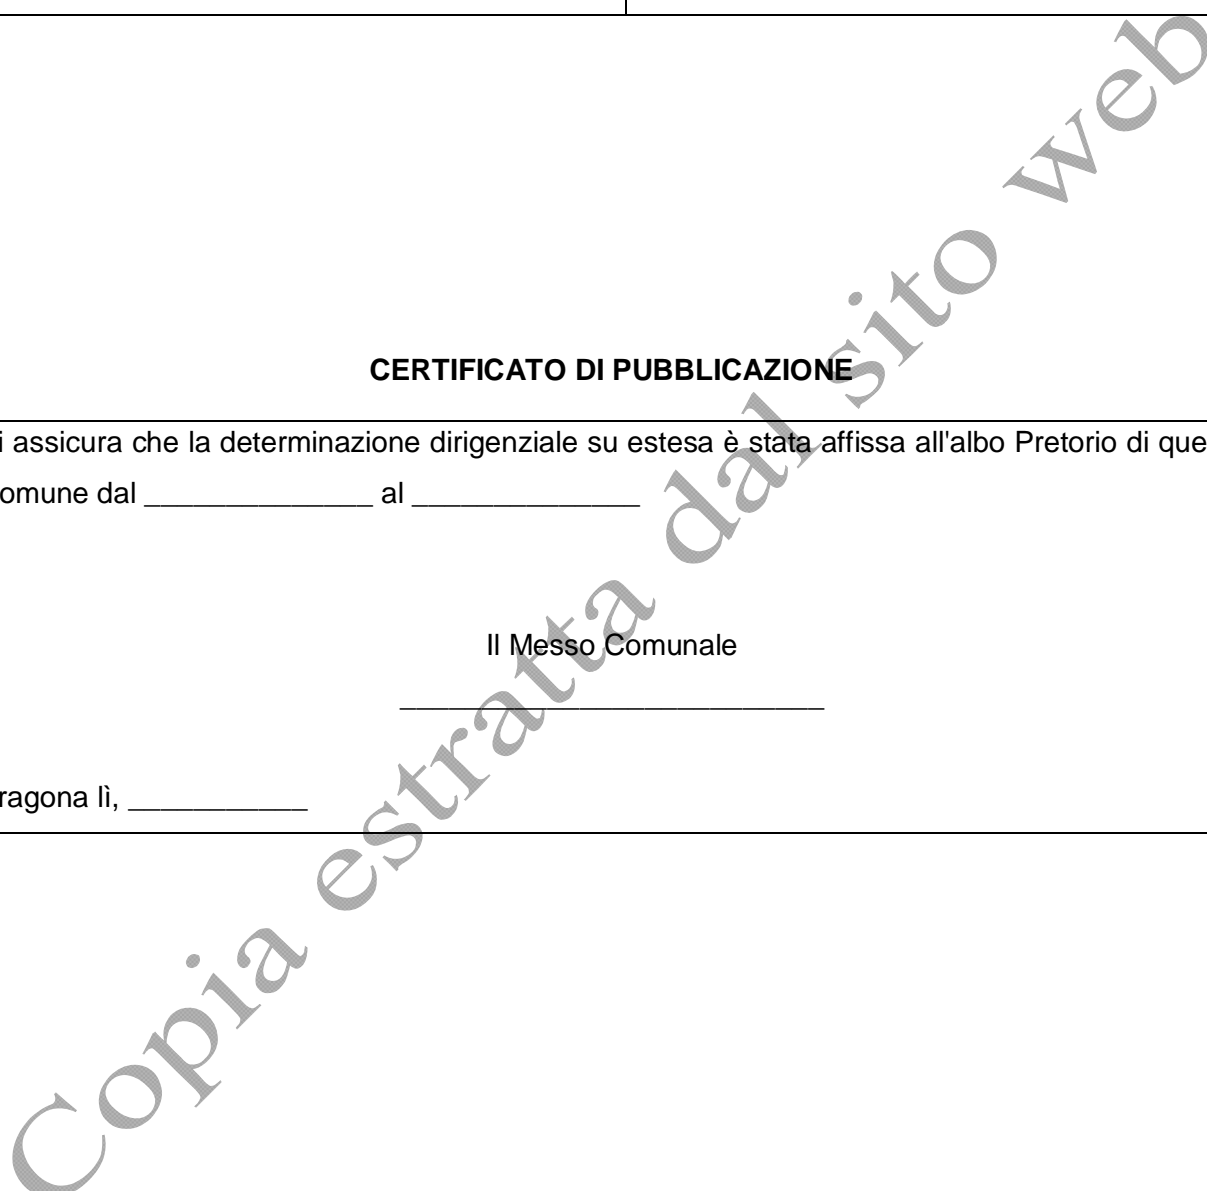 CERTIFICATO DI PUBBLICAZIONE
i assicura che la determinazione dirigenziale su estesa è stata affissa all'albo Pretorio di que
omune dal ______________ al ______________
Il Messo Comunale
__________________________
ragona lì, ___________
Copia estratta dal sito web